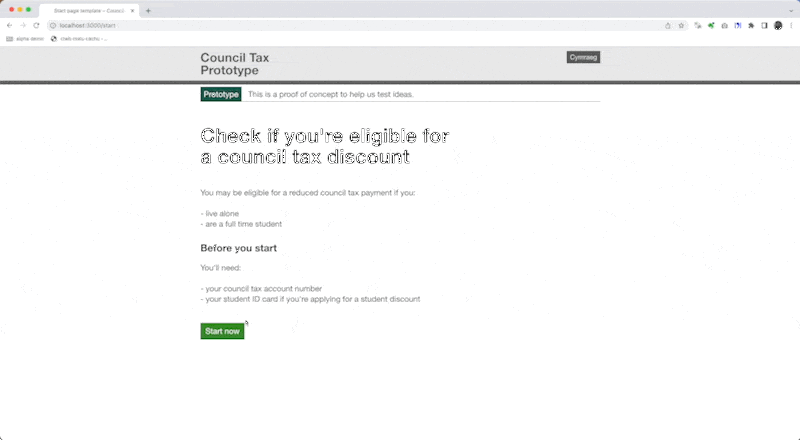 Start page template – Council
localhost:3000/start
alpha demo
Council Tax
Prototype
Cymraeg
Prototype This is a proof of concept to help us test ideas.
Check if you're eligible for
a council tax discount
You may be eligible for a reduced council tax payment if you:
- live alone
- are a full time student
Before you start
You'll need:
- your council tax account number
- your student ID card if you're applying for a student discount
Start now